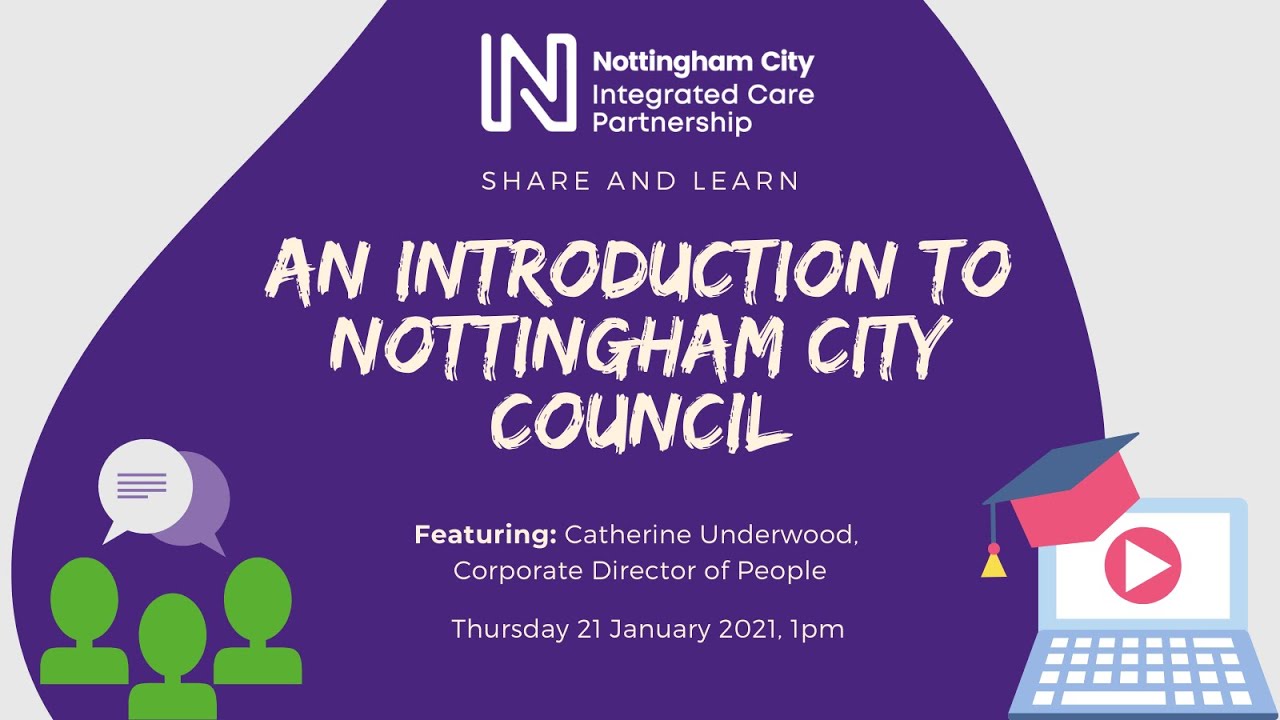 Nottingham City
Integrated Care
Partnership
SHARE AND LEARN
AN INTRODUCTION TO
NOTTINGHAM CITY
COUNCIL
Featuring: Catherine Underwood,
Corporate Director of People
Thursday 21 January 2021, 1pm